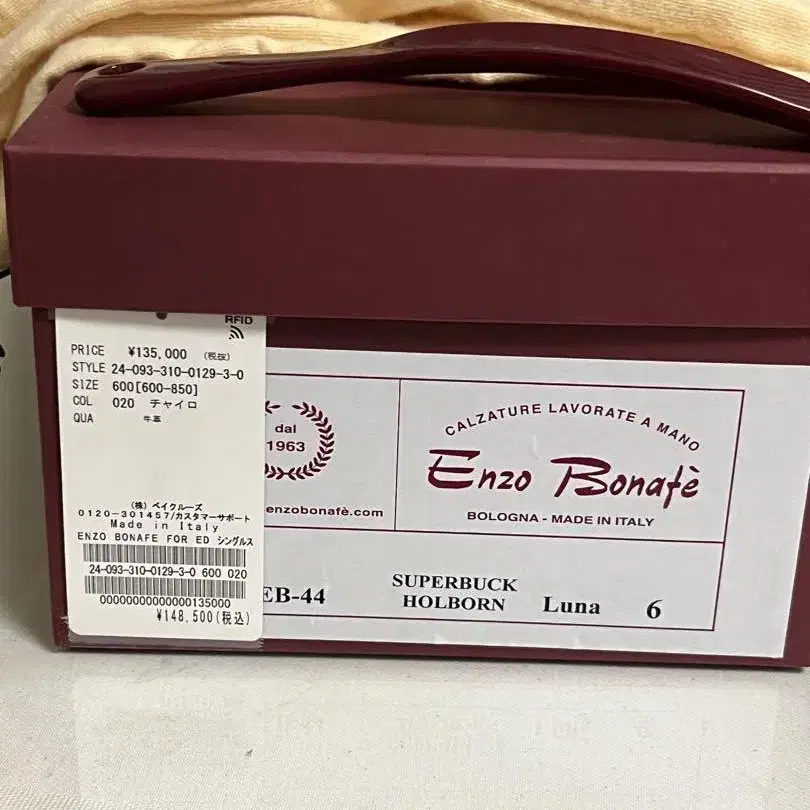 RFID
PRICE ¥135,000 (税抜)
STYLE 24-093-310-0129-3-0
SIZE 600[600-850]
COL 020 チャイロ
QUA 牛革
(株) ベイクルーズ
0120-301457/カスタマーサポート
Made in Italy
ENZO BONAFE FOR ED シングルス
24-093-310-0129-3-0 600 020
00000000000000135000
¥148,500(税込)
dal
1963
enzobonafè.com
CALZATURE LAVORATE A MANO
Enzo Bonafè
BOLOGNA - MADE IN ITALY
EB-44
SUPERBUCK
HOLBORN
Luna
6